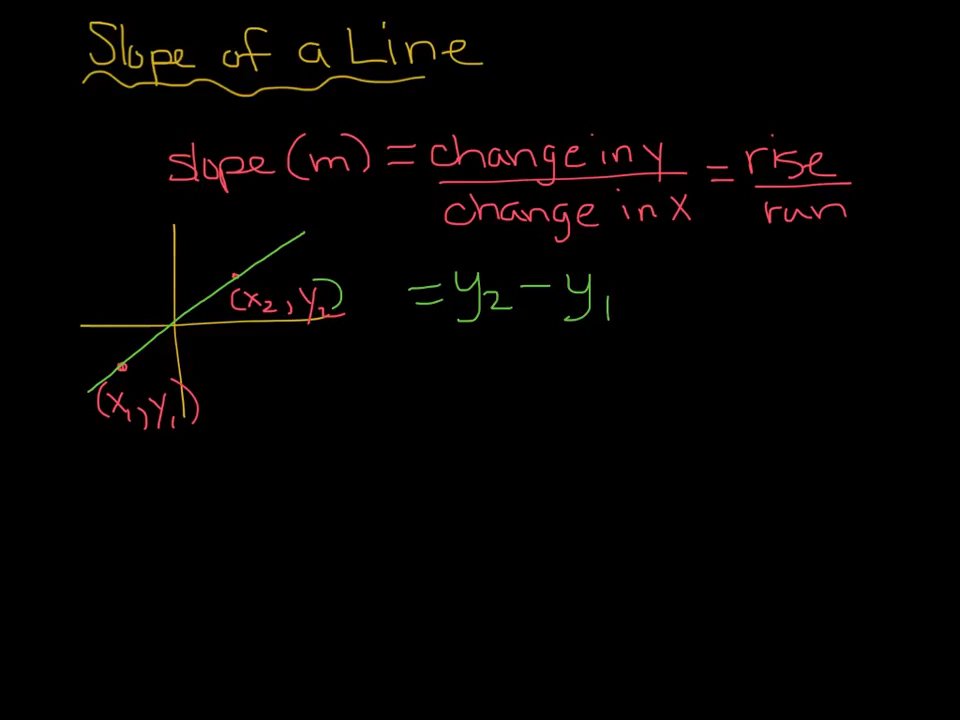 Slope of a Line
slope (m) = change in y / change in x = rise / run
(x₂, y₂)
= y₂ - y₁
(x₁, y₁)